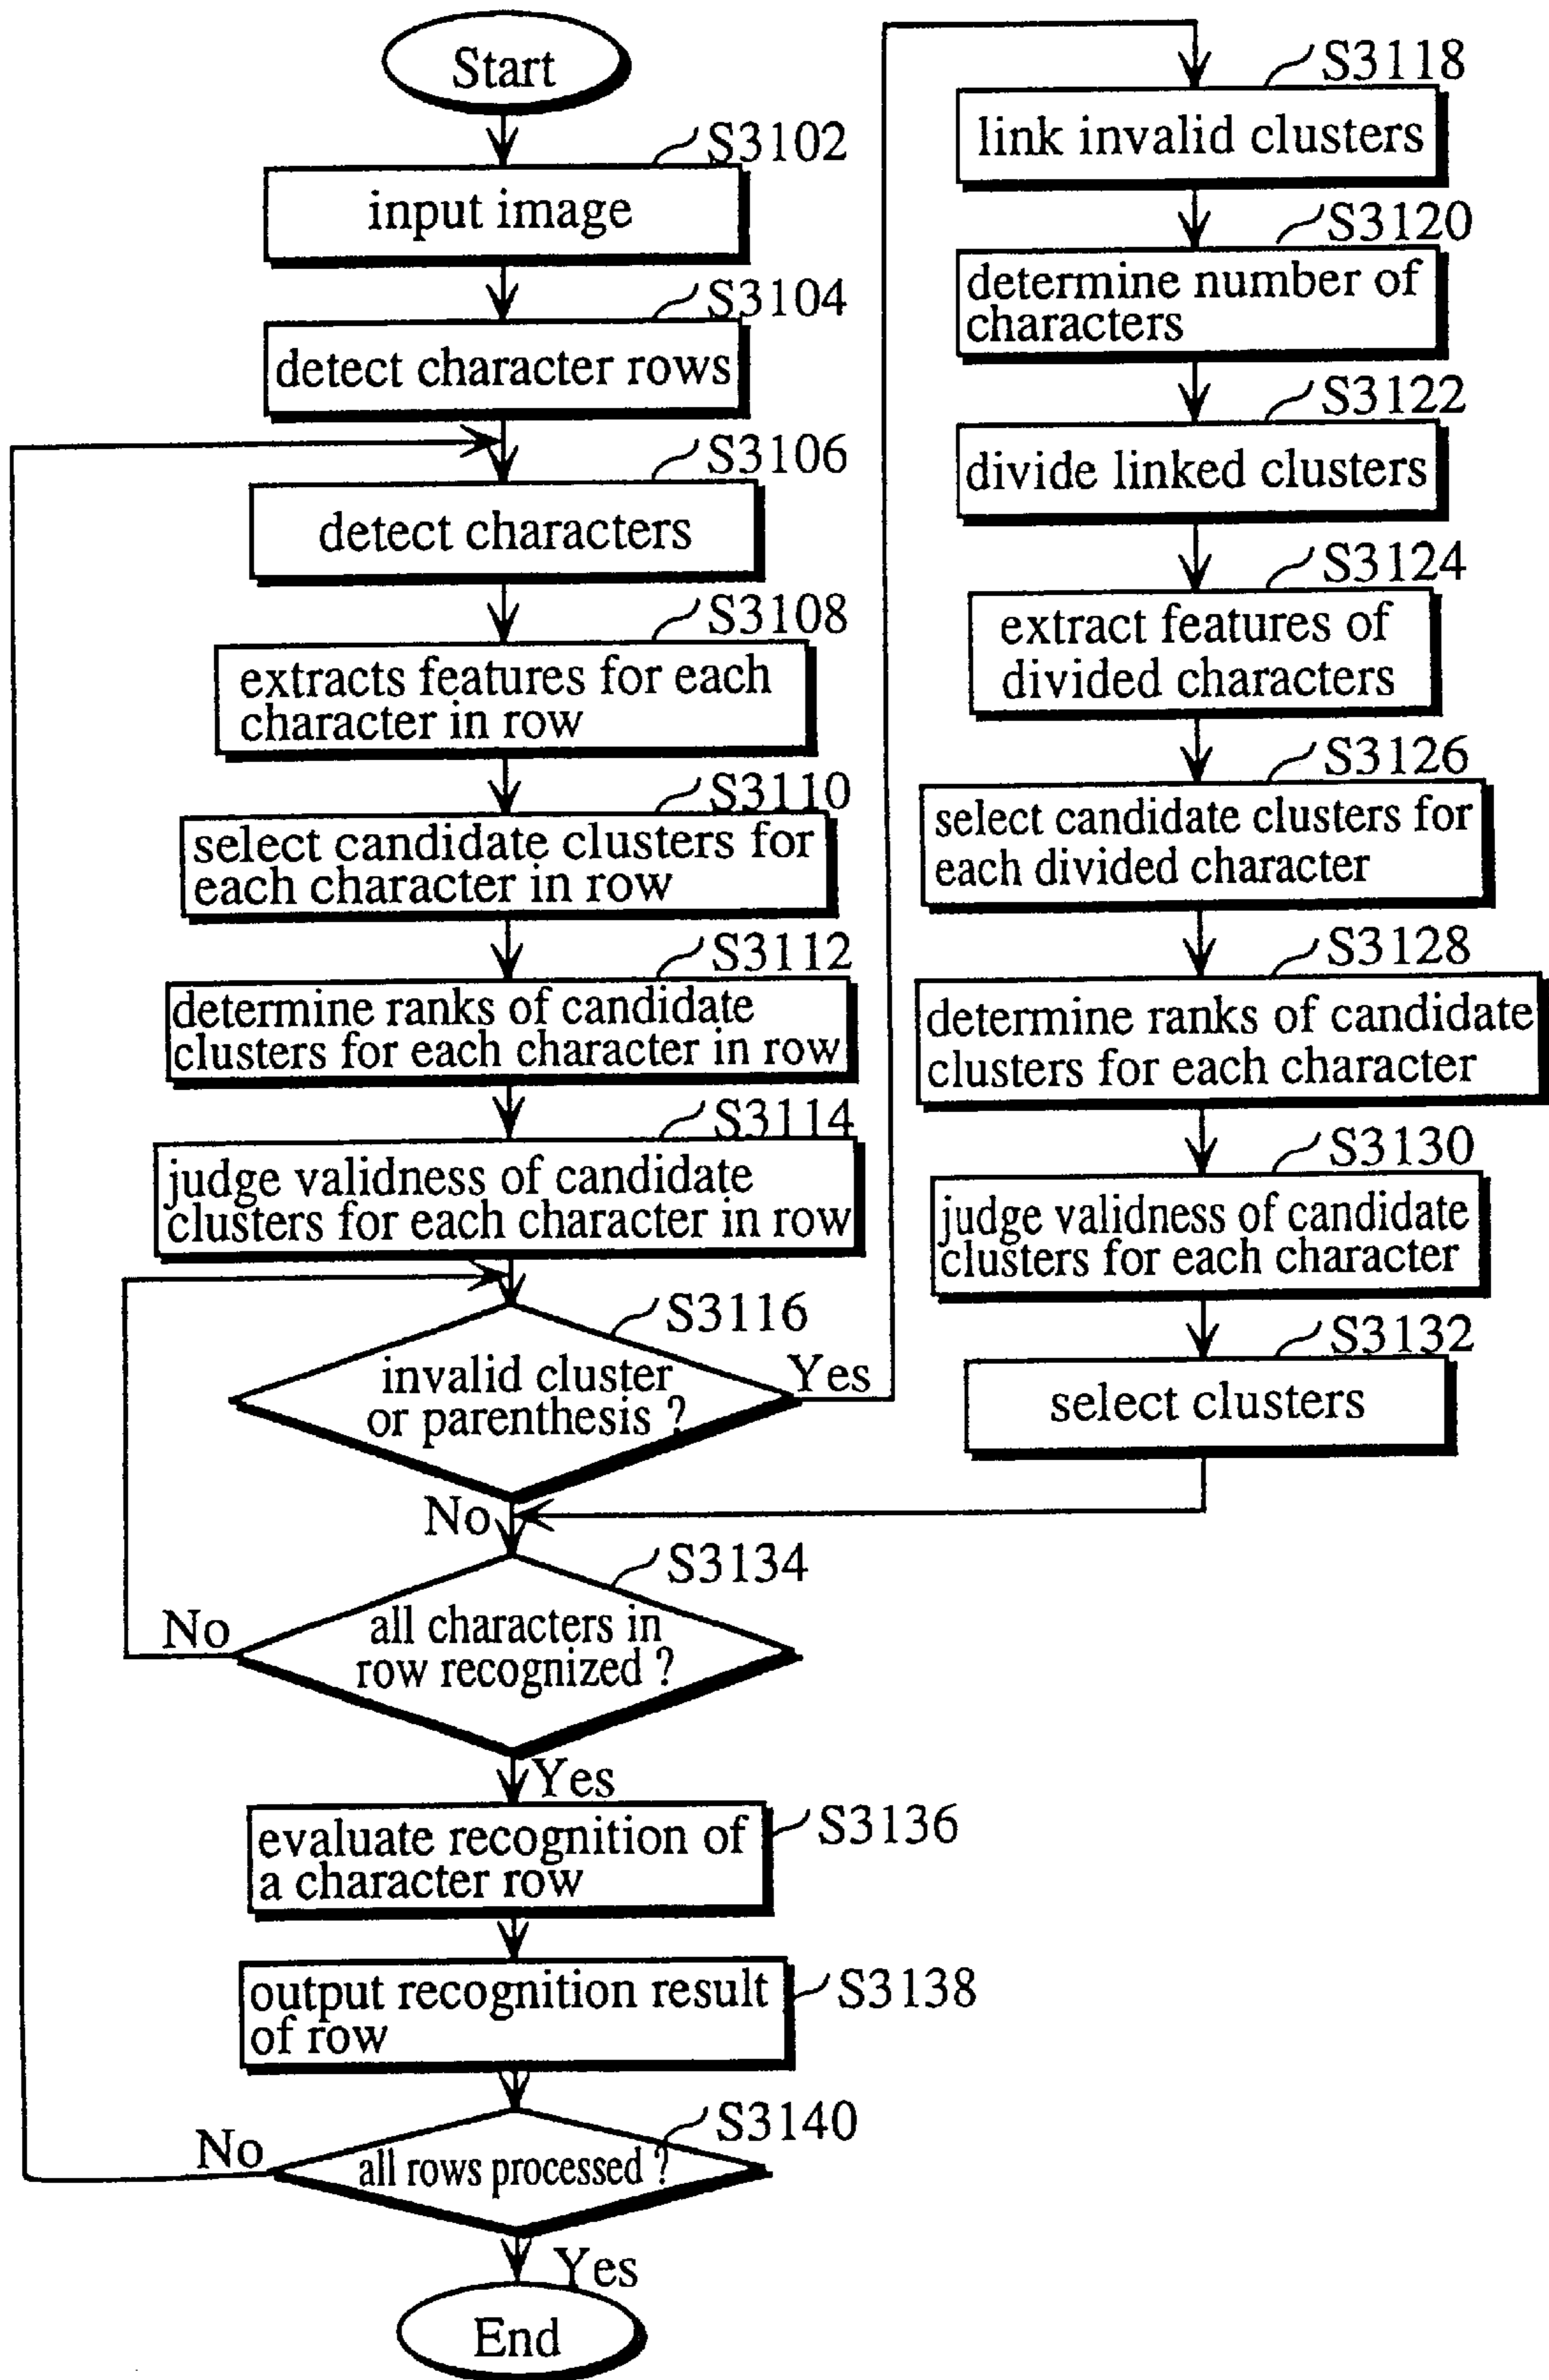 Start
S3102
input image
S3104
detect character rows
S3106
detect characters
S3108
extracts features for each
character in row
S3110
select candidate clusters for
each character in row
S3112
determine ranks of candidate
clusters for each character in row
S3114
judge validness of candidate
clusters for each character in row
S3116
invalid cluster
or parenthesis ?
Yes
No
S3118
link invalid clusters
S3120
determine number of
characters
S3122
divide linked clusters
S3124
extract features of
divided characters
S3126
select candidate clusters for
each divided character
S3128
determine ranks of candidate
clusters for each character
S3130
judge validness of candidate
clusters for each character
S3132
select clusters
S3134
all characters in
row recognized ?
No
Yes
S3136
evaluate recognition of
a character row
S3138
output recognition result
of row
S3140
all rows processed ?
No
Yes
End